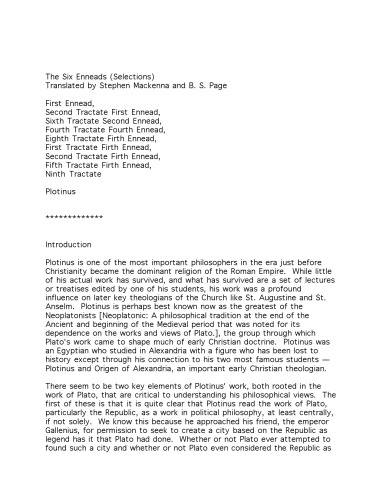 The Six Enneads (Selections)
Translated by Stephen Mackenna and B. S. Page
First Ennead,
Second Tractate First Ennead,
Sixth Tractate Second Ennead,
Fourth Tractate Fourth Ennead,
Eighth Tractate Firth Ennead,
First Tractate Firth Ennead,
Second Tractate Firth Ennead,
Fifth Tractate Firth Ennead,
Ninth Tractate
Plotinus
*************
Introduction
Plotinus is one of the most important philosophers in the era just before
Christianity became the dominant religion of the Roman Empire. While little
of his actual work has survived, and what has survived are a set of lectures
or treatises edited by one of his students, his work was a profound
influence on later key theologians of the Church like St. Augustine and St.
Anselm. Plotinus is perhaps best known now as the greatest of the
Neoplatonists [Neoplatonic: A philosophical tradition at the end of the
Ancient and beginning of the Medieval period that was noted for its
dependence on the works and views of Plato.], the group through which
Plato's work came to shape much of early Christian doctrine. Plotinus was
an Egyptian who studied in Alexandria with a figure who has been lost to
history except through his connection to his two most famous students —
Plotinus and Origen of Alexandria, an important early Christian theologian.
There seem to be two key elements of Plotinus' work, both rooted in the
work of Plato, that are critical to understanding his philosophical views. The
first of these is that it is quite clear that Plotinus read the work of Plato,
particularly the Republic, as a work in political philosophy, at least centrally,
if not solely. We know this because he approached his friend, the emperor
Gallenius, for permission to seek to create a city based on the Republic as
legend has it that Plato had done. Whether or not Plato ever attempted to
found such a city and whether or not Plato even considered the Republic as